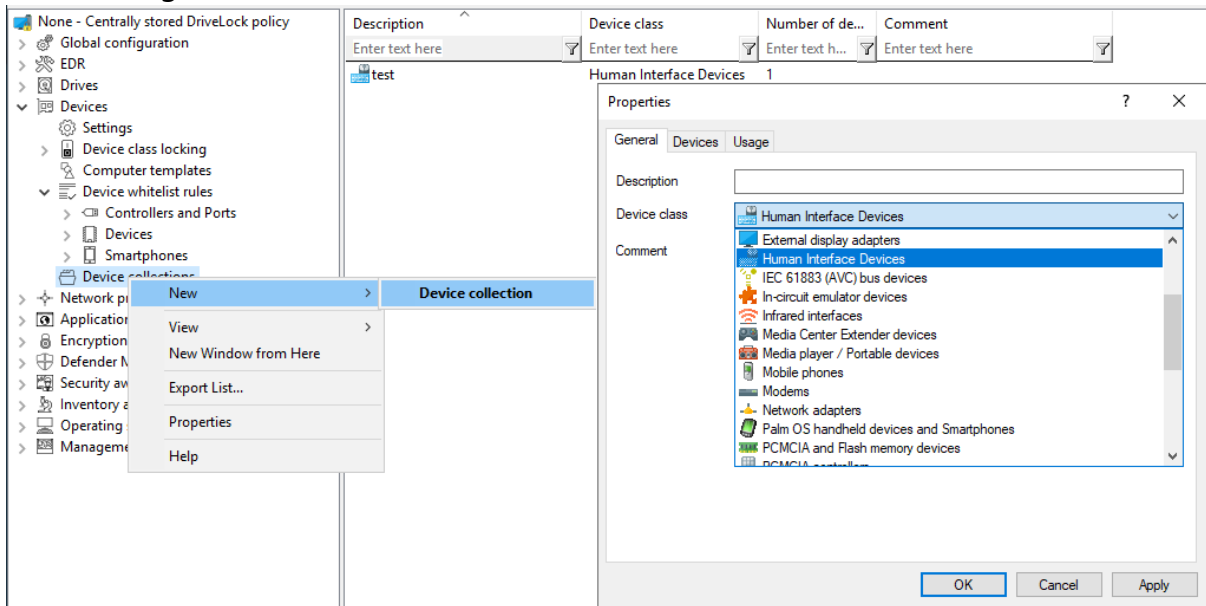 None - Centrally stored DriveLock policy
Global configuration
EDR
Drives
Devices
Settings
Device class locking
Computer templates
Device whitelist rules
Controllers and Ports
Devices
Smartphones
Device collections
Network p
Application
Encryption
Defender
Security aw
Inventory a
Operating
Manageme
New
View
New Window from Here
Export List...
Properties
Help
Device collection
Description Device class Number of de... Comment
Enter text here Enter text here Enter text h... Enter text here
test Human Interface Devices 1
Properties ?
General Devices Usage
Description
Device class Human Interface Devices
Comment
External display adapters
Human Interface Devices
IEC 61883 (AVC) bus devices
In-circuit emulator devices
Infrared interfaces
Media Center Extender devices
Media player / Portable devices
Mobile phones
Modems
Network adapters
Palm OS handheld devices and Smartphones
PCMCIA and Flash memory devices
PCMCIA controllers
OK Cancel Apply